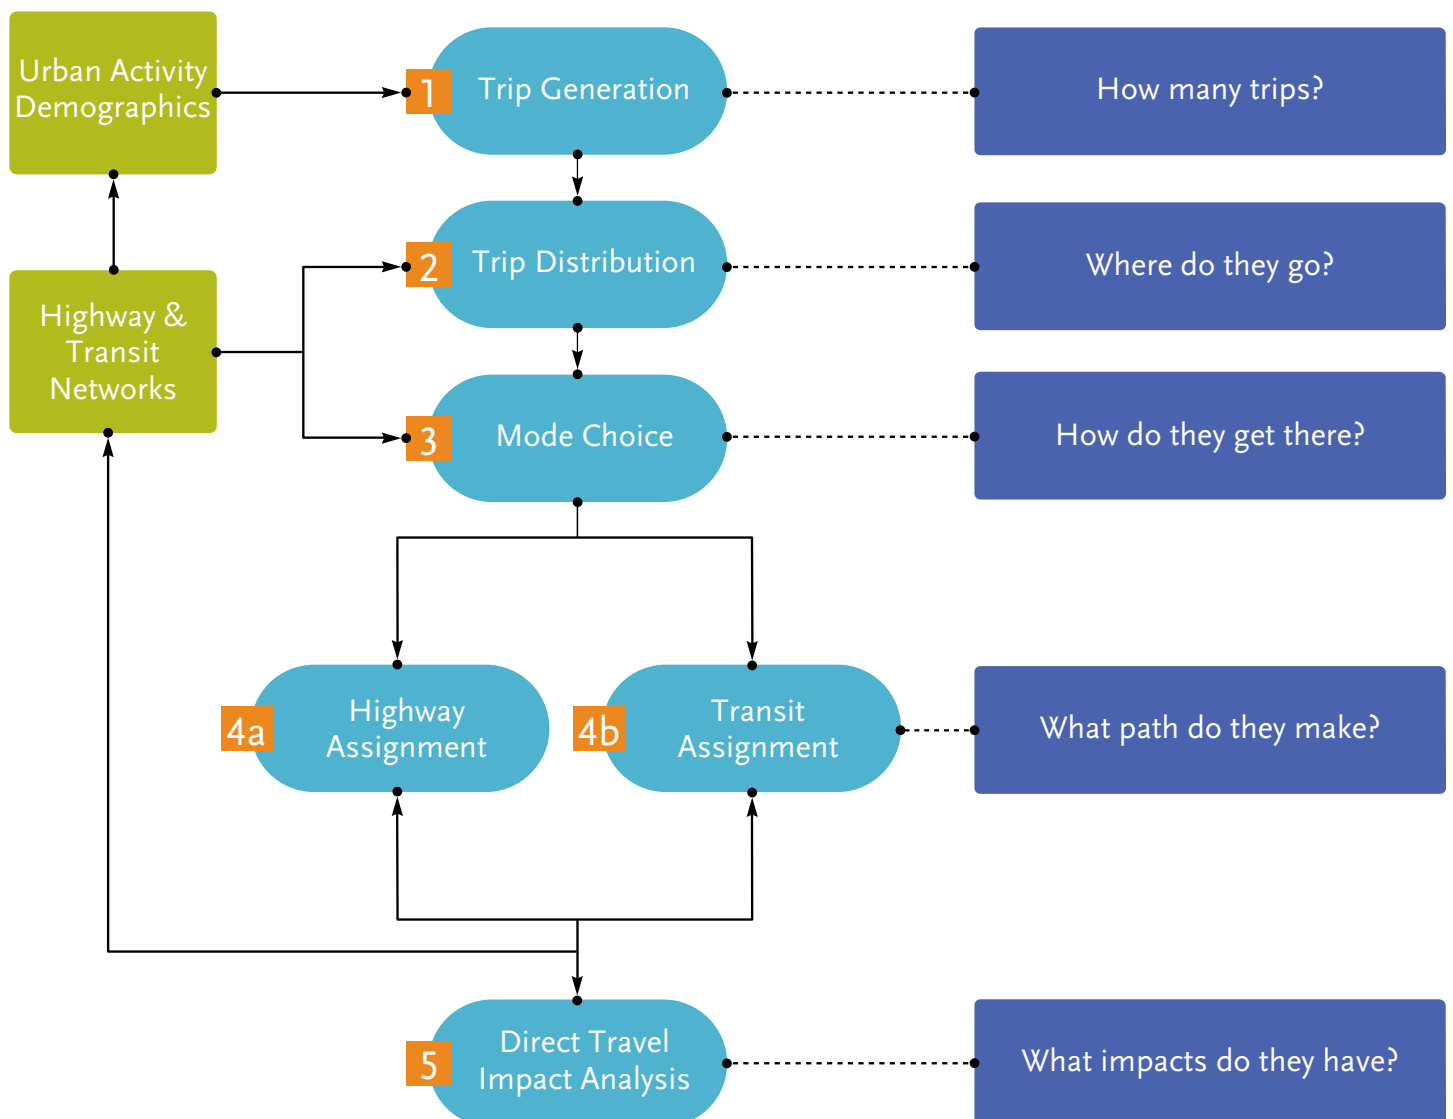 Urban Activity
Demographics
1
Trip Generation
How many trips?
2
Trip Distribution
Where do they go?
Highway &
Transit
Networks
3
Mode Choice
How do they get there?
4a
Highway
Assignment
4b
Transit
Assignment
What path do they make?
5
Direct Travel
Impact Analysis
What impacts do they have?